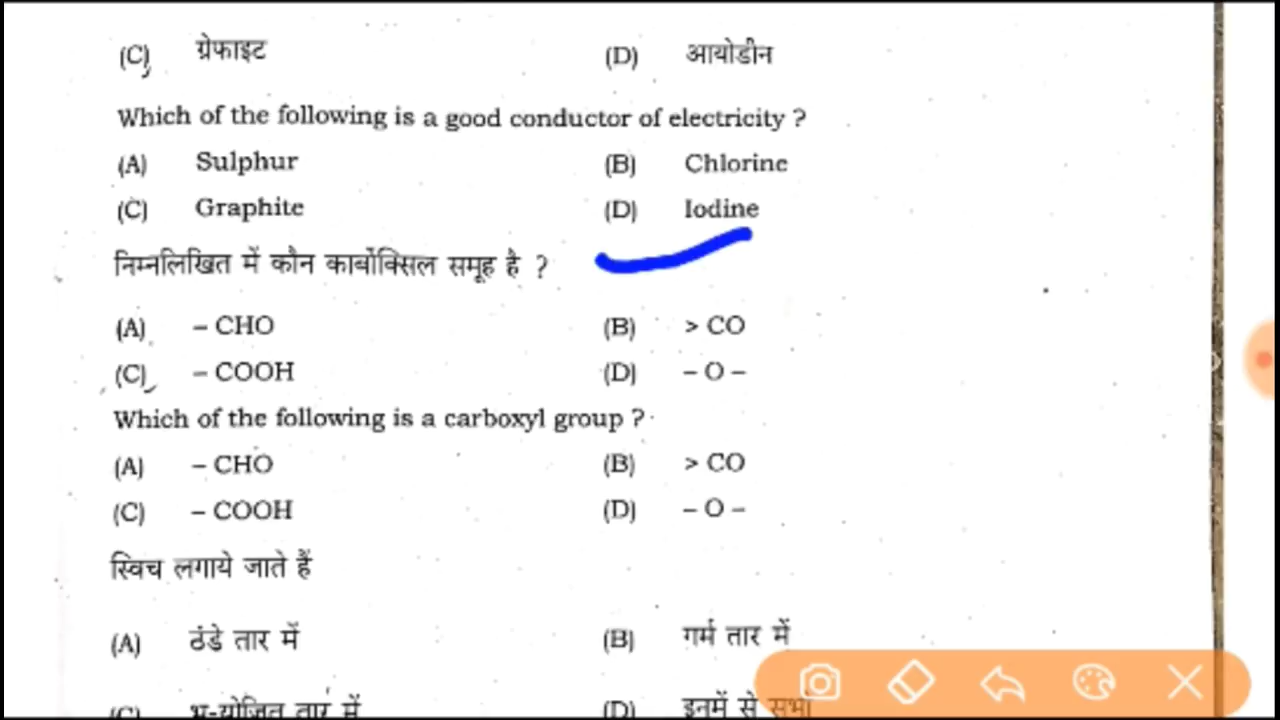 (C) ग्रेफाइट (D) आयोडीन
Which of the following is a good conductor of electricity ?
(A) Sulphur (B) Chlorine
(C) Graphite (D) Iodine
निम्नलिखित में कौन कार्बोक्सिल समूह है ?
(A) – CHO (B) > CO
(C) – COOH (D) – O –
Which of the following is a carboxyl group ?
(A) – CHO (B) > CO
(C) – COOH (D) – O –
स्विच लगाये जाते हैं
(A) ठंडे तार में (B) गर्म तार में
(C) भू-योजित तार में (D) इनमें से सभी